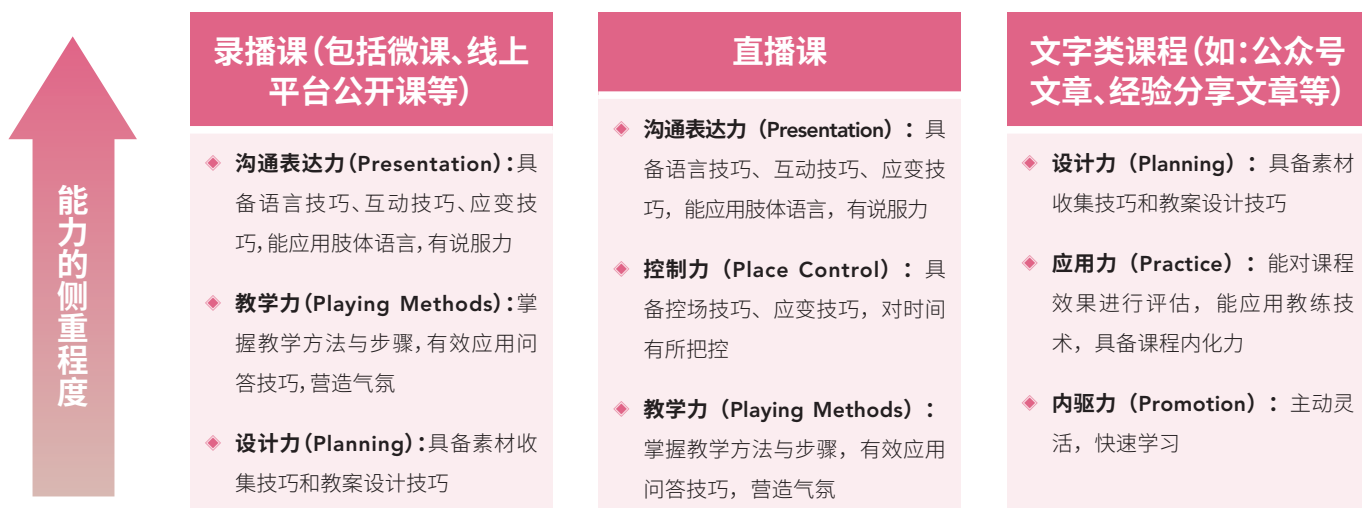 能力的侧重程度
录播课（包括微课、线上
平台公开课等）
沟通表达力（Presentation）：具
备语言技巧、互动技巧、应变技
巧，能应用肢体语言，有说服力
教学力（Playing Methods）：掌
握教学方法与步骤，有效应用问
答技巧，营造气氛
设计力（Planning）：具备素材收
集技巧和教案设计技巧
直播课
沟通表达力（Presentation）：具
备语言技巧、互动技巧、应变技
巧，能应用肢体语言，有说服力
控制力（Place Control）：具
备控场技巧、应变技巧，对时间
有所把控
教学力（Playing Methods）：
掌握教学方法与步骤，有效应用
问答技巧，营造气氛
文字类课程（如：公众号
文章、经验分享文章等）
设计力（Planning）：具备素材
收集技巧和教案设计技巧
应用力（Practice）：能对课程
效果进行评估，能应用教练技
术，具备课程内化力
内驱力（Promotion）：主动灵
活，快速学习